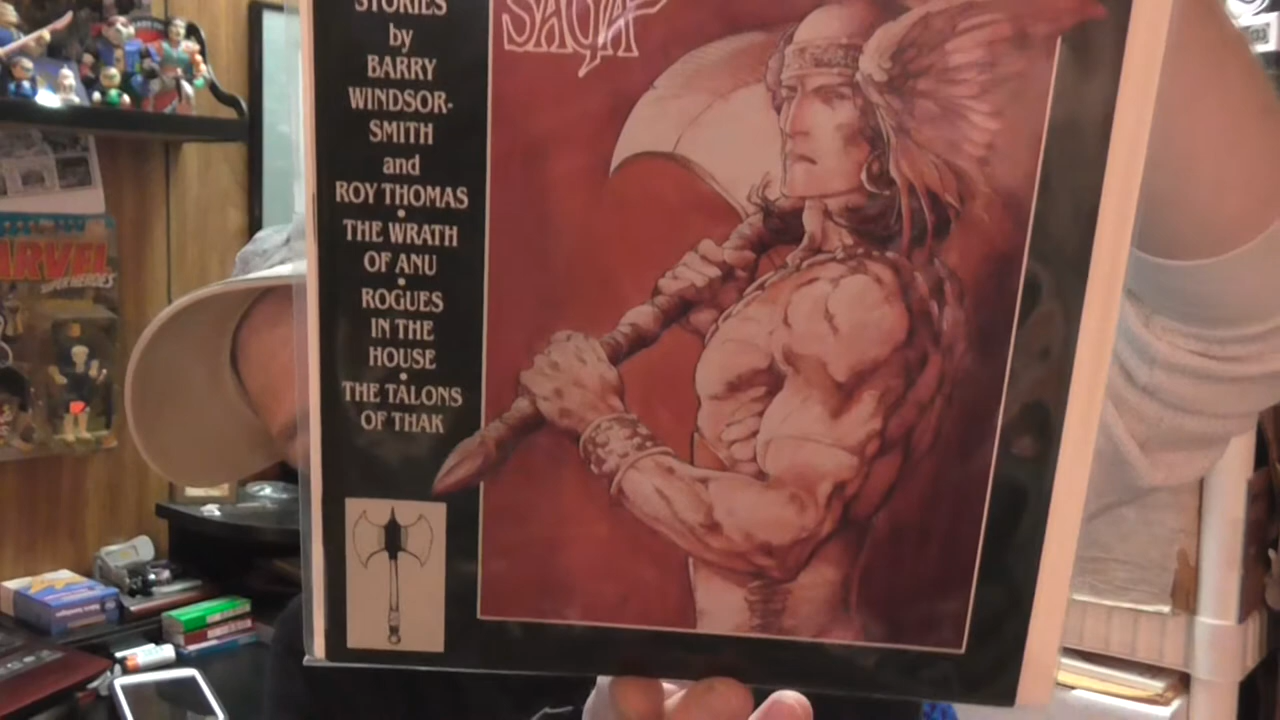 STORIES
by
BARRY
WINDSOR-
SMITH
and
ROY THOMAS
•
THE WRATH
OF ANU
•
ROGUES
IN THE
HOUSE
•
THE TALONS
OF THAK
SAGA
MARVEL
SUPER HEROES